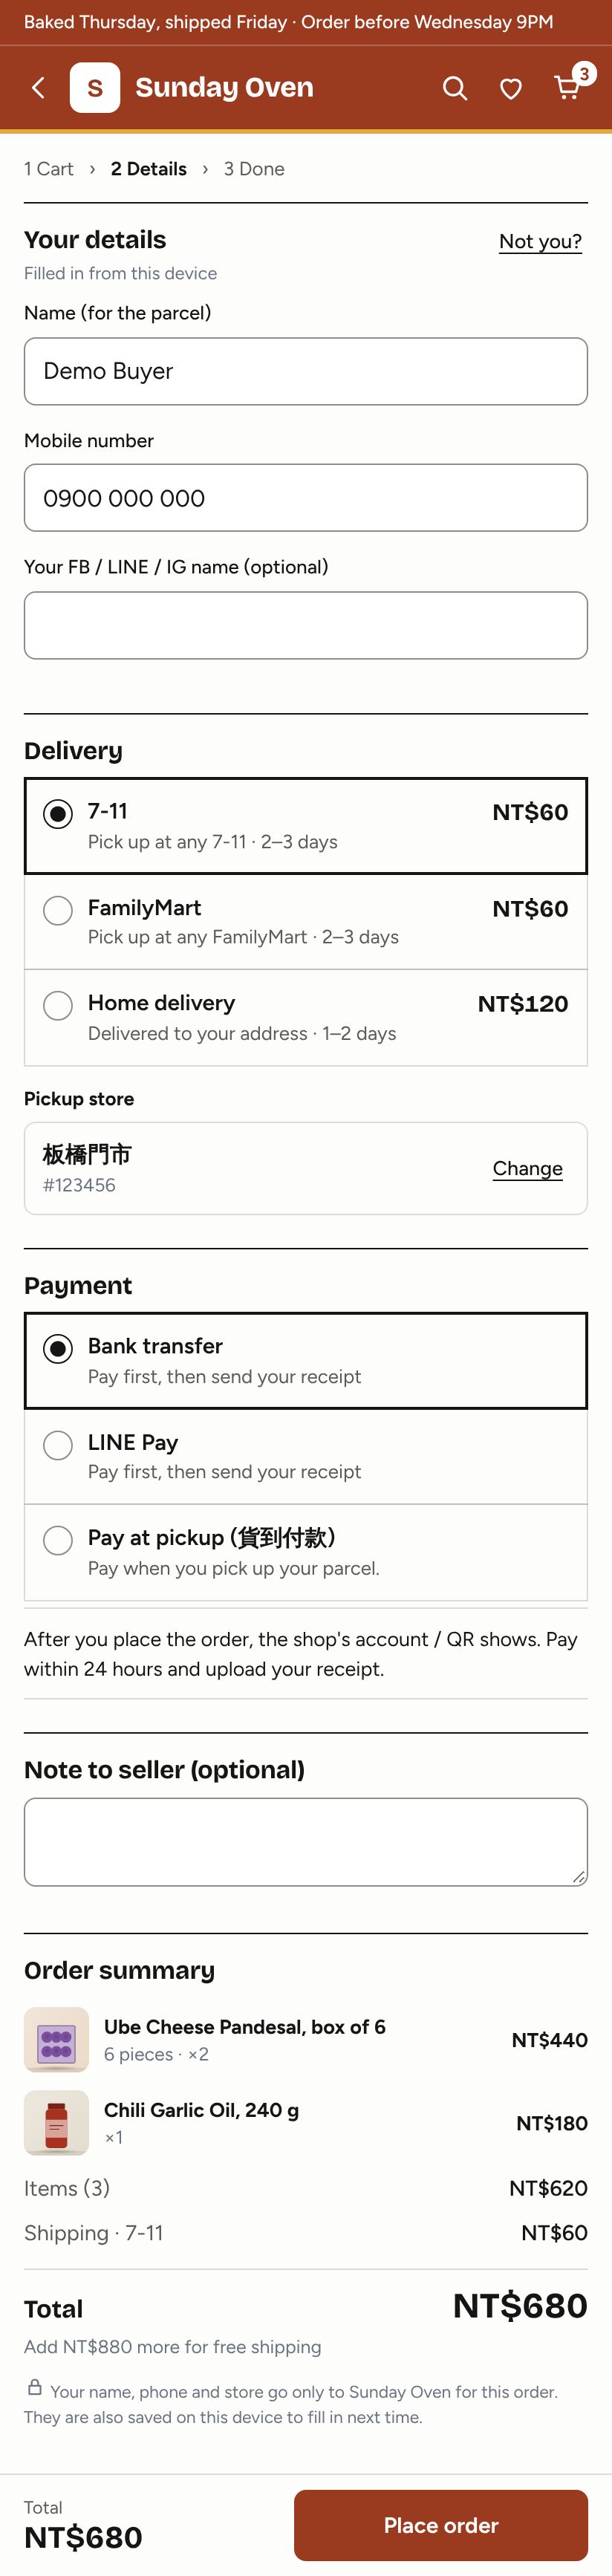 Baked Thursday, shipped Friday · Order before Wednesday 9PM
S Sunday Oven 3
1 Cart › 2 Details › 3 Done
Your details Not you?
Filled in from this device
Name (for the parcel)
Demo Buyer
Mobile number
0900 000 000
Your FB / LINE / IG name (optional)
Delivery
7-11 NT$60
Pick up at any 7-11 · 2–3 days
FamilyMart NT$60
Pick up at any FamilyMart · 2–3 days
Home delivery NT$120
Delivered to your address · 1–2 days
Pickup store
板橋門市
#123456
Change
Payment
Bank transfer
Pay first, then send your receipt
LINE Pay
Pay first, then send your receipt
Pay at pickup (貨到付款)
Pay when you pick up your parcel.
After you place the order, the shop's account / QR shows. Pay
within 24 hours and upload your receipt.
Note to seller (optional)
Order summary
Ube Cheese Pandesal, box of 6 NT$440
6 pieces · ×2
Chili Garlic Oil, 240 g NT$180
×1
Items (3) NT$620
Shipping · 7-11 NT$60
Total NT$680
Add NT$880 more for free shipping
Your name, phone and store go only to Sunday Oven for this order.
They are also saved on this device to fill in next time.
Total
NT$680
Place order